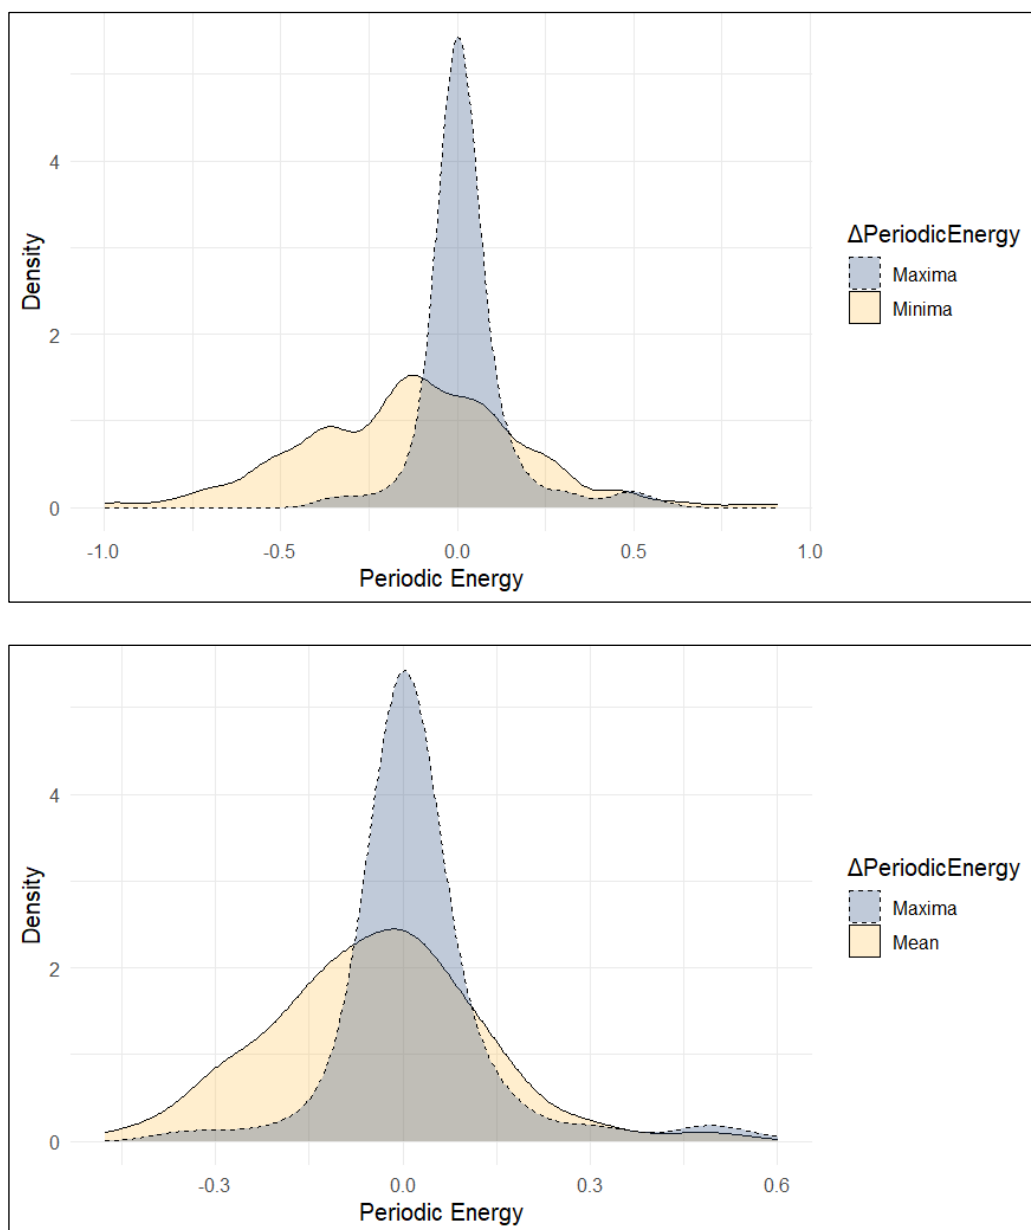 ΔPeriodicEnergy
Maxima
Minima
Density
4
2
0
-1.0
-0.5
0.0
0.5
1.0
Periodic Energy
ΔPeriodicEnergy
Maxima
Mean
Density
4
2
0
-0.3
0.0
0.3
0.6
Periodic Energy